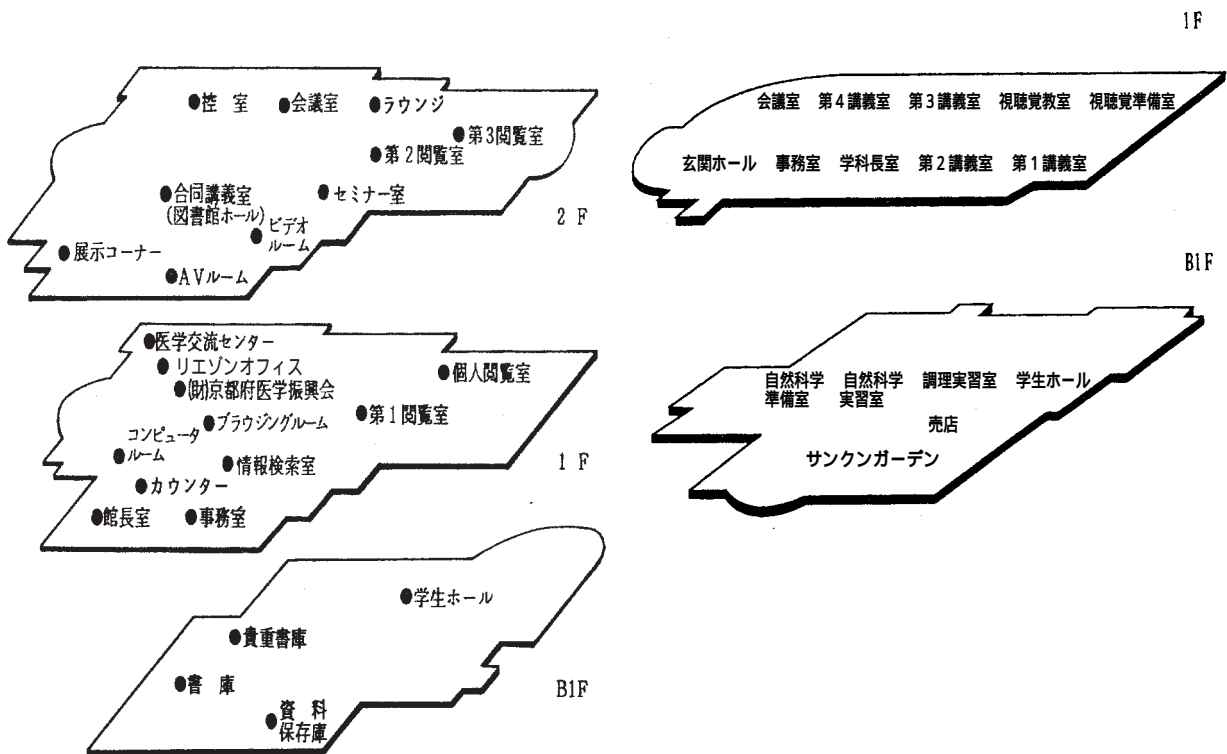 ●控 室
●会議室
●ラウンジ
●第3閲覧室
●第2閲覧室
●合同講義室
(図書館ホール)
●セミナー室
●ビデオ
ルーム
●展示コーナー
●AVルーム
2 F
●医学交流センター
●リエゾンオフィス
●(財)京都府医学振興会
●個人閲覧室
●ブラウジングルーム
●第1閲覧室
コンピュータ
●ルーム
●情報検索室
●カウンター
●館長室
●事務室
1 F
●学生ホール
●貴重書庫
●書 庫
●資 料
保存庫
B1F
1F
会議室 第4講義室 第3講義室 視聴覚教室 視聴覚準備室
玄関ホール 事務室 学科長室 第2講義室 第1講義室
B1F
自然科学 自然科学 調理実習室 学生ホール
準備室 実習室
売店
サンクンガーデン